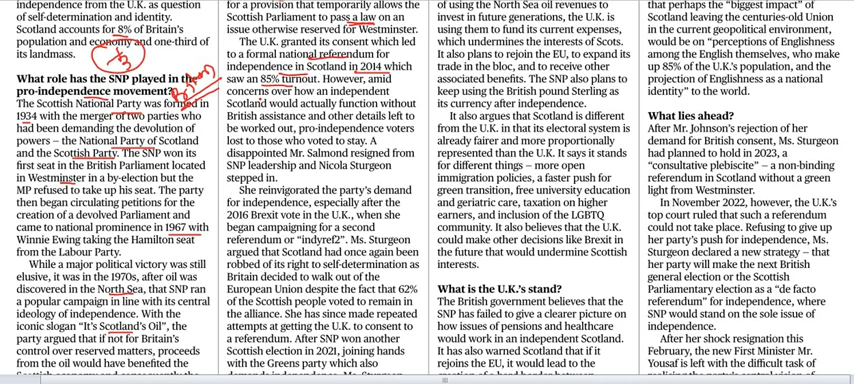 independence from the U.K. as question
of self-determination and identity.
Scotland accounts for 8% of Britain's
population and economy and one-third of
its landmass.
What role has the SNP played in the
pro-independence movement?
The Scottish National Party was formed in
1934 with the merger of two parties who
had been demanding the devolution of
powers – the National Party of Scotland
and the Scottish Party. The SNP won its
first seat in the British Parliament located
in Westminster in a by-election but the
MP refused to take up his seat. The party
then began circulating petitions for the
creation of a devolved Parliament and
came to national prominence in 1967 with
Winnie Ewing taking the Hamilton seat
from the Labour Party.
While a major political victory was still
elusive, it was in the 1970s, after oil was
discovered in the North Sea, that SNP ran
a popular campaign in line with its central
ideology of independence. With the
iconic slogan "It's Scotland's Oil", the
party argued that if not for Britain's
control over reserved matters, proceeds
from the oil would have benefited the
for a provision that temporarily allows the
Scottish Parliament to pass a law on an
issue otherwise reserved for Westminster.
The U.K. granted its consent which led
to a formal national referendum for
independence in Scotland in 2014 which
saw an 85% turnout. However, amid
concerns over how an independent
Scotland would actually function without
British assistance and other details left to
be worked out, pro-independence voters
lost to those who voted to stay. A
disappointed Mr. Salmond resigned from
SNP leadership and Nicola Sturgeon
stepped in.
She reinvigorated the party's demand
for independence, especially after the
2016 Brexit vote in the U.K., when she
began campaigning for a second
referendum or "indyref2". Ms. Sturgeon
argued that Scotland had once again been
robbed of its right to self-determination as
Britain decided to walk out of the
European Union despite the fact that 62%
of the Scottish people voted to remain in
the alliance. She has since made repeated
attempts at getting the U.K. to consent to
a referendum. After SNP won another
Scottish election in 2021, joining hands
with the Greens party which also
of using the North Sea oil revenues to
invest in future generations, the U.K. is
using them to fund its current expenses,
which undermines the interests of Scots.
It also plans to rejoin the EU, to expand its
trade in the bloc, and to receive other
associated benefits. The SNP also plans to
keep using the British pound Sterling as
its currency after independence.
It also argues that Scotland is different
from the U.K. in that its electoral system is
already fairer and more proportionally
represented than the U.K. It says it stands
for different things – more open
immigration policies, a faster push for
green transition, free university education
and geriatric care, taxation on higher
earners, and inclusion of the LGBTQ
community. It also believes that the U.K.
could make other decisions like Brexit in
the future that would undermine Scottish
interests.
What is the U.K.'s stand?
The British government believes that the
SNP has failed to give a clearer picture on
how issues of pensions and healthcare
would work in an independent Scotland.
It has also warned Scotland that if it
rejoins the EU, it would lead to the
that perhaps the "biggest impact" of
Scotland leaving the centuries-old Union
in the current geopolitical environment,
would be on "perceptions of Englishness
among the English themselves, who make
up 85% of the U.K.'s population, and the
projection of Englishness as a national
identity" to the world.
What lies ahead?
After Mr. Johnson's rejection of her
demand for British consent, Ms. Sturgeon
had planned to hold in 2023, a
"consultative plebiscite" – a non-binding
referendum in Scotland without a green
light from Westminster.
In November 2022, however, the U.K.'s
top court ruled that such a referendum
could not take place. Refusing to give up
her party's push for independence, Ms.
Sturgeon declared a new strategy – that
her party will make the next British
general election or the Scottish
Parliamentary election as a "de facto
referendum" for independence, where
SNP would stand on the sole issue of
independence.
After her shock resignation this
February, the new First Minister Mr.
Yousaf is left with the difficult task of